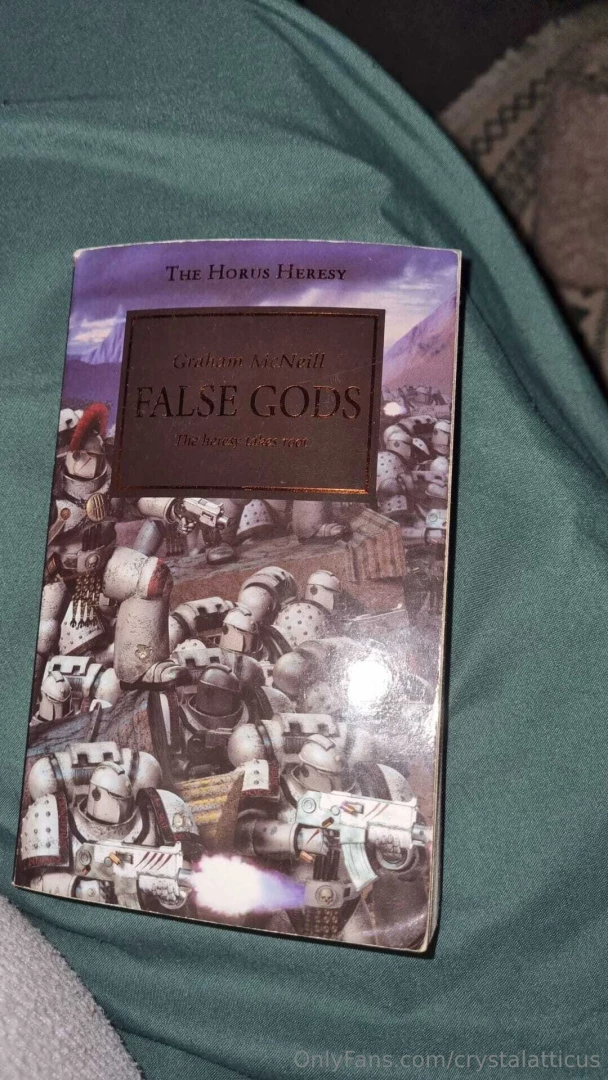 THE HORUS HERESY
Graham McNeill
FALSE GODS
The heresy takes root
OnlyFans.com/crystalatticus